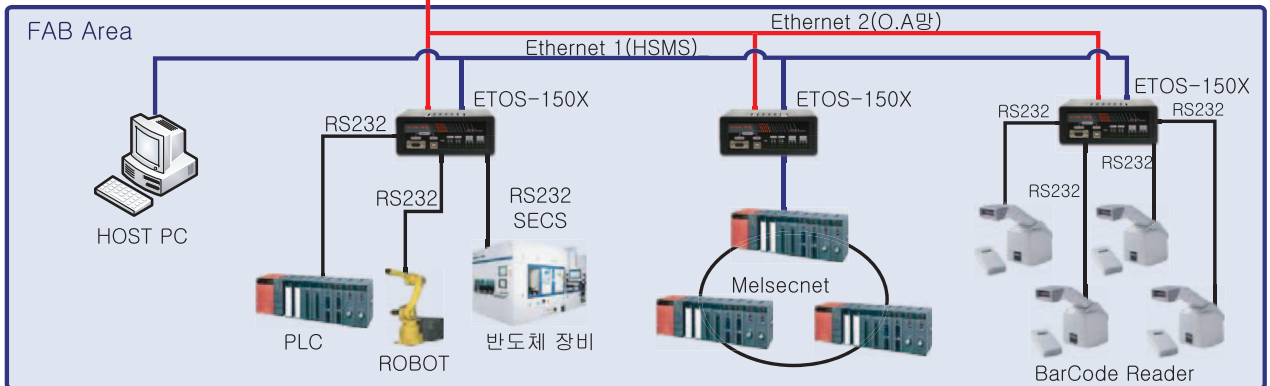 FAB Area
Ethernet 2(O.A망)
Ethernet 1(HSMS)
ETOS-150X
ETOS-150X
ETOS-150X
RS232
RS232
RS232
RS232
RS232
RS232
RS232
SECS
HOST PC
Melsecnet
PLC
ROBOT
반도체 장비
BarCode Reader